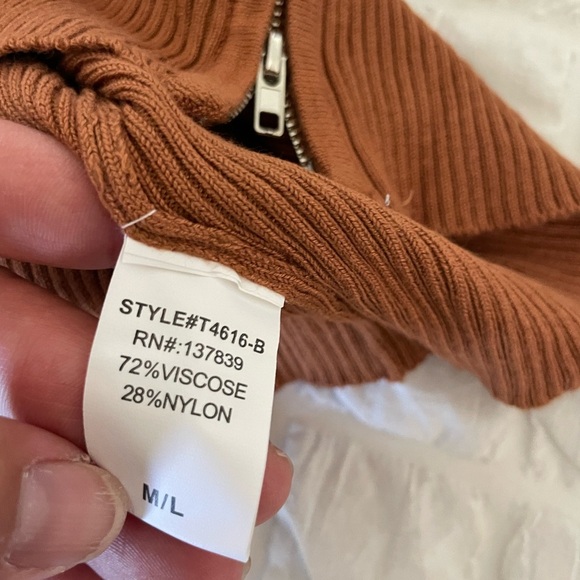 STYLE#T4616-B
RN#:137839
72%VISCOSE
28%NYLON
M/L